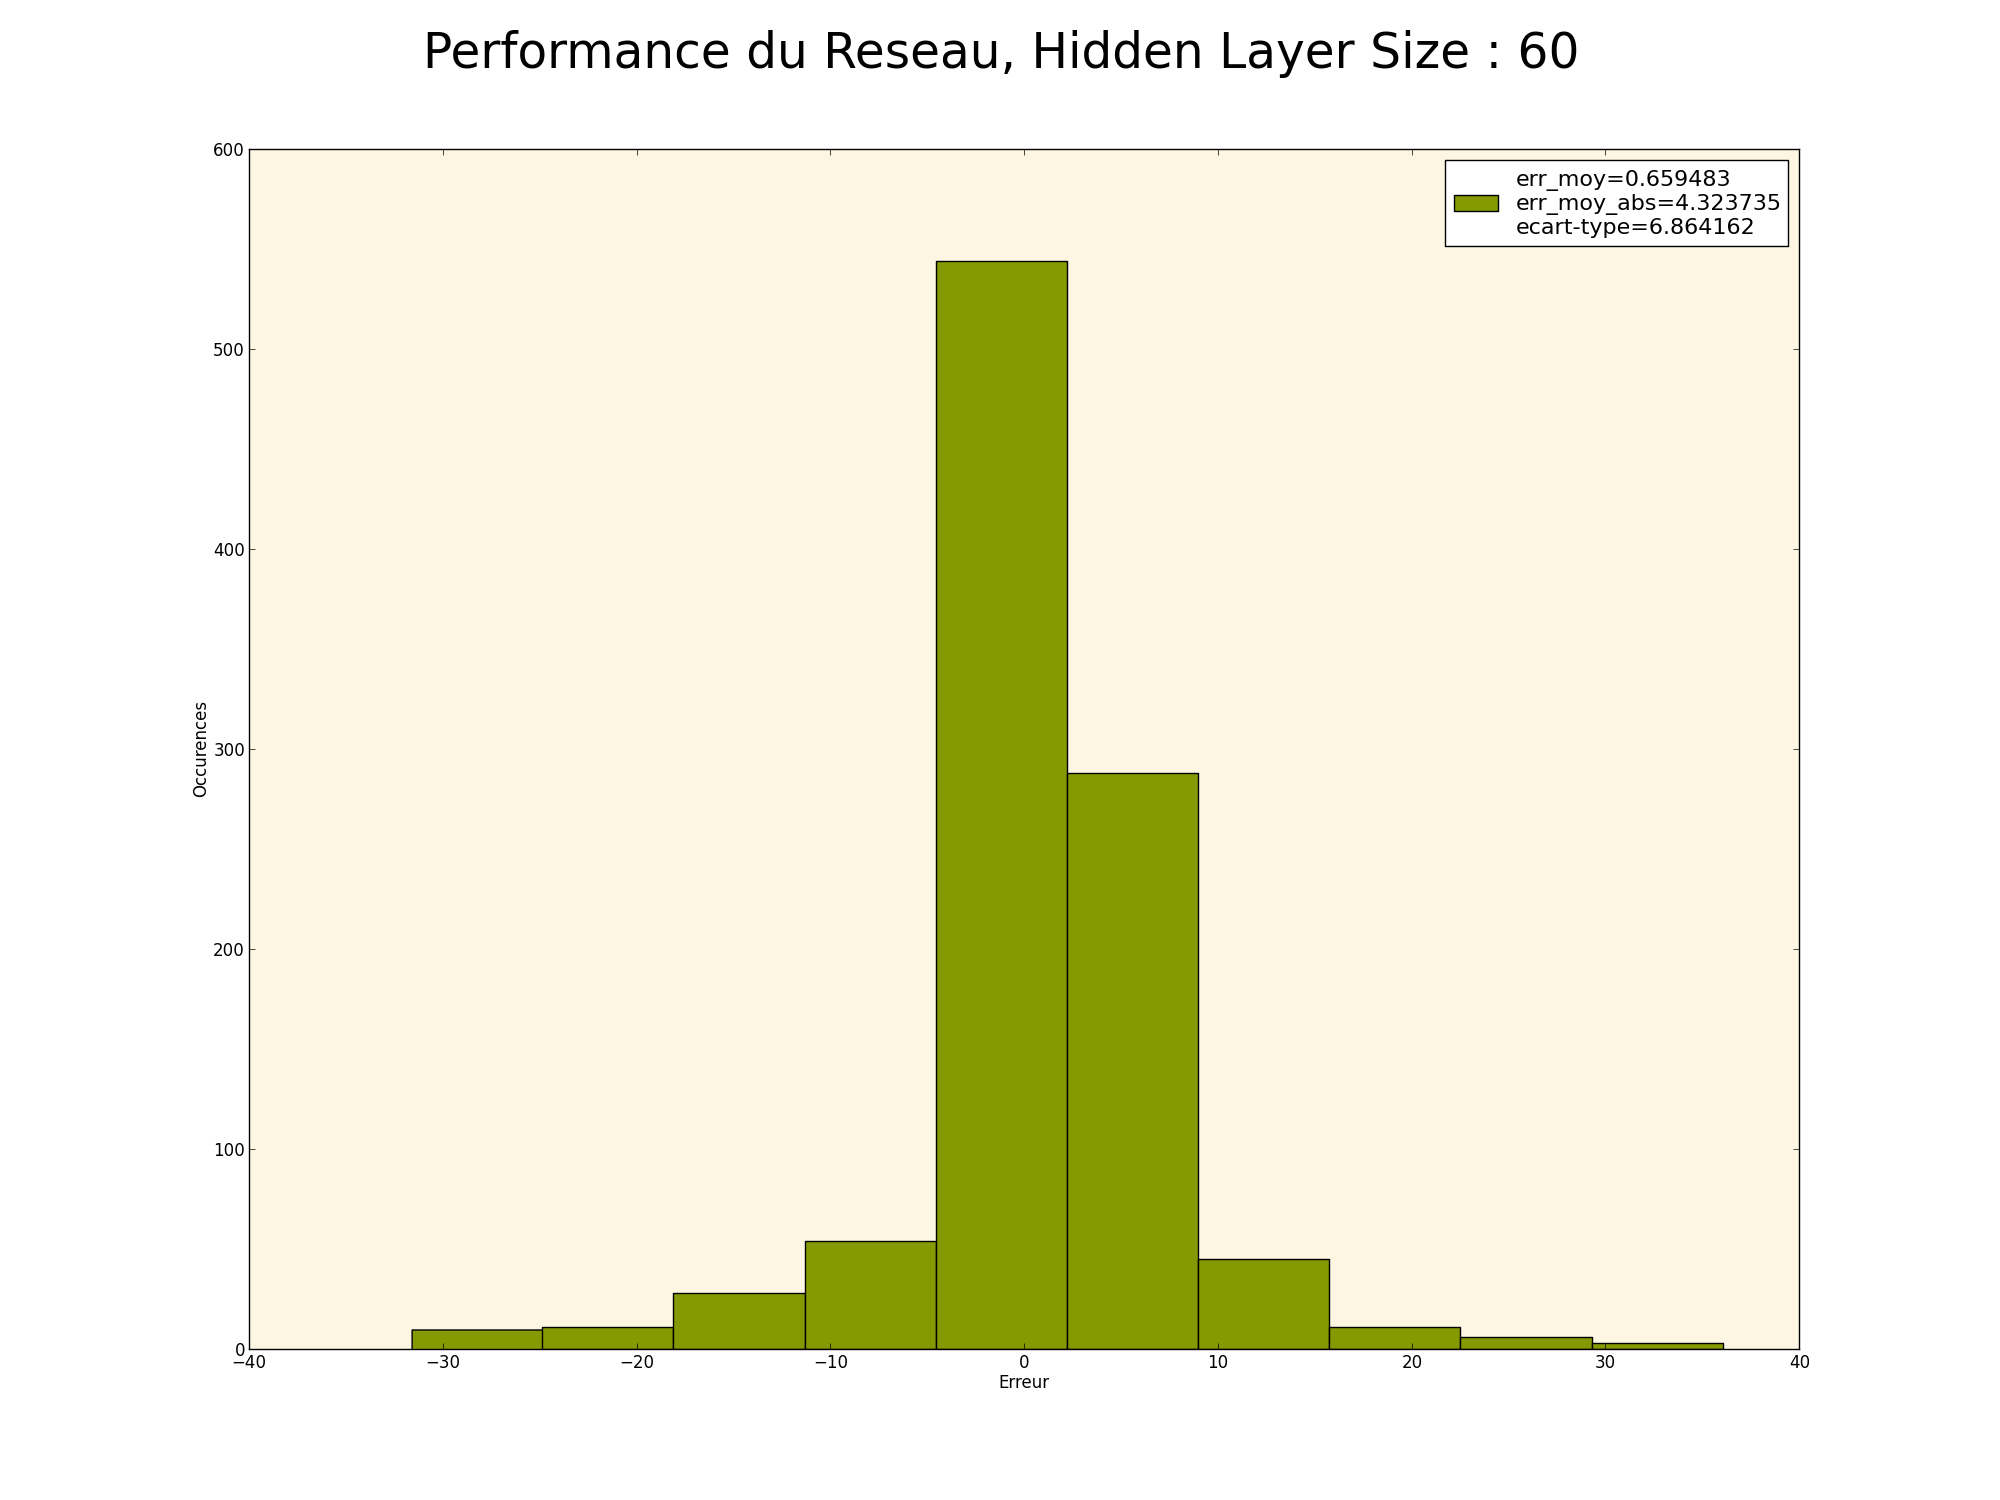 Performance du Reseau, Hidden Layer Size : 60
600
500
400
300
200
100
0
Occurences
err_moy=0.659483
err_moy_abs=4.323735
ecart-type=6.864162
−40 −30 −20 −10 0 10 20 30 40
Erreur